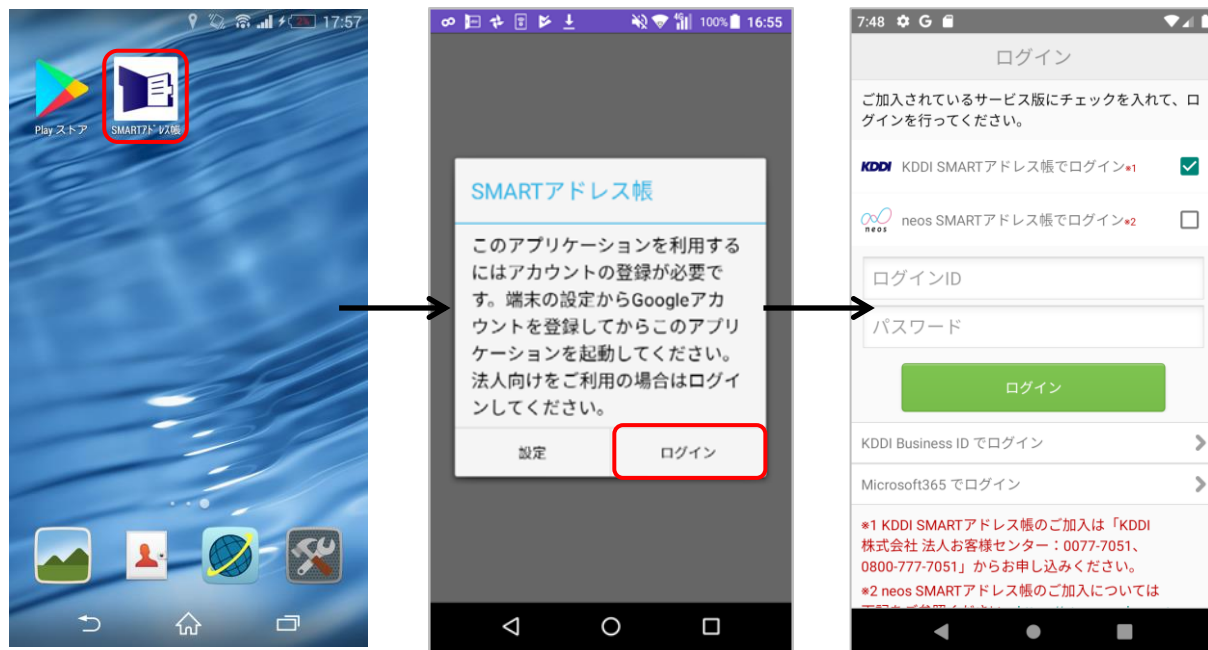 17:57
Play ストア
SMARTアドレス帳
100% 16:55
SMARTアドレス帳
このアプリケーションを利用する
にはアカウントの登録が必要で
す。端末の設定からGoogleアカ
ウントを登録してからこのアプリ
ケーションを起動してください。
法人向けをご利用の場合はログイ
ンしてください。
設定
ログイン
7:48 G
ログイン
ご加入されているサービス版にチェックを入れて、ロ
グインを行ってください。
KDDI KDDI SMARTアドレス帳でログイン※1
neos neos SMARTアドレス帳でログイン※2
ログインID
パスワード
ログイン
KDDI Business ID でログイン
Microsoft365 でログイン
※1 KDDI SMARTアドレス帳のご加入は「KDDI
株式会社 法人お客様センター：0077-7051、
0800-777-7051」からお申し込みください。
※2 neos SMARTアドレス帳のご加入については